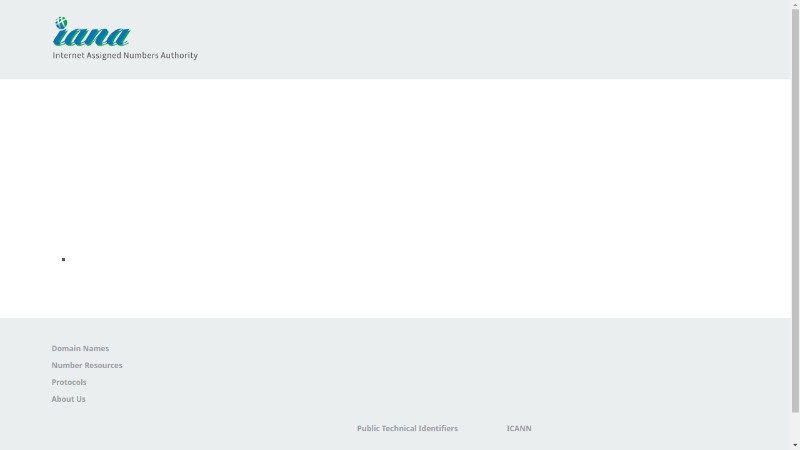 iana
Internet Assigned Numbers Authority
Domain Names
Number Resources
Protocols
About Us
Public Technical Identifiers
ICANN